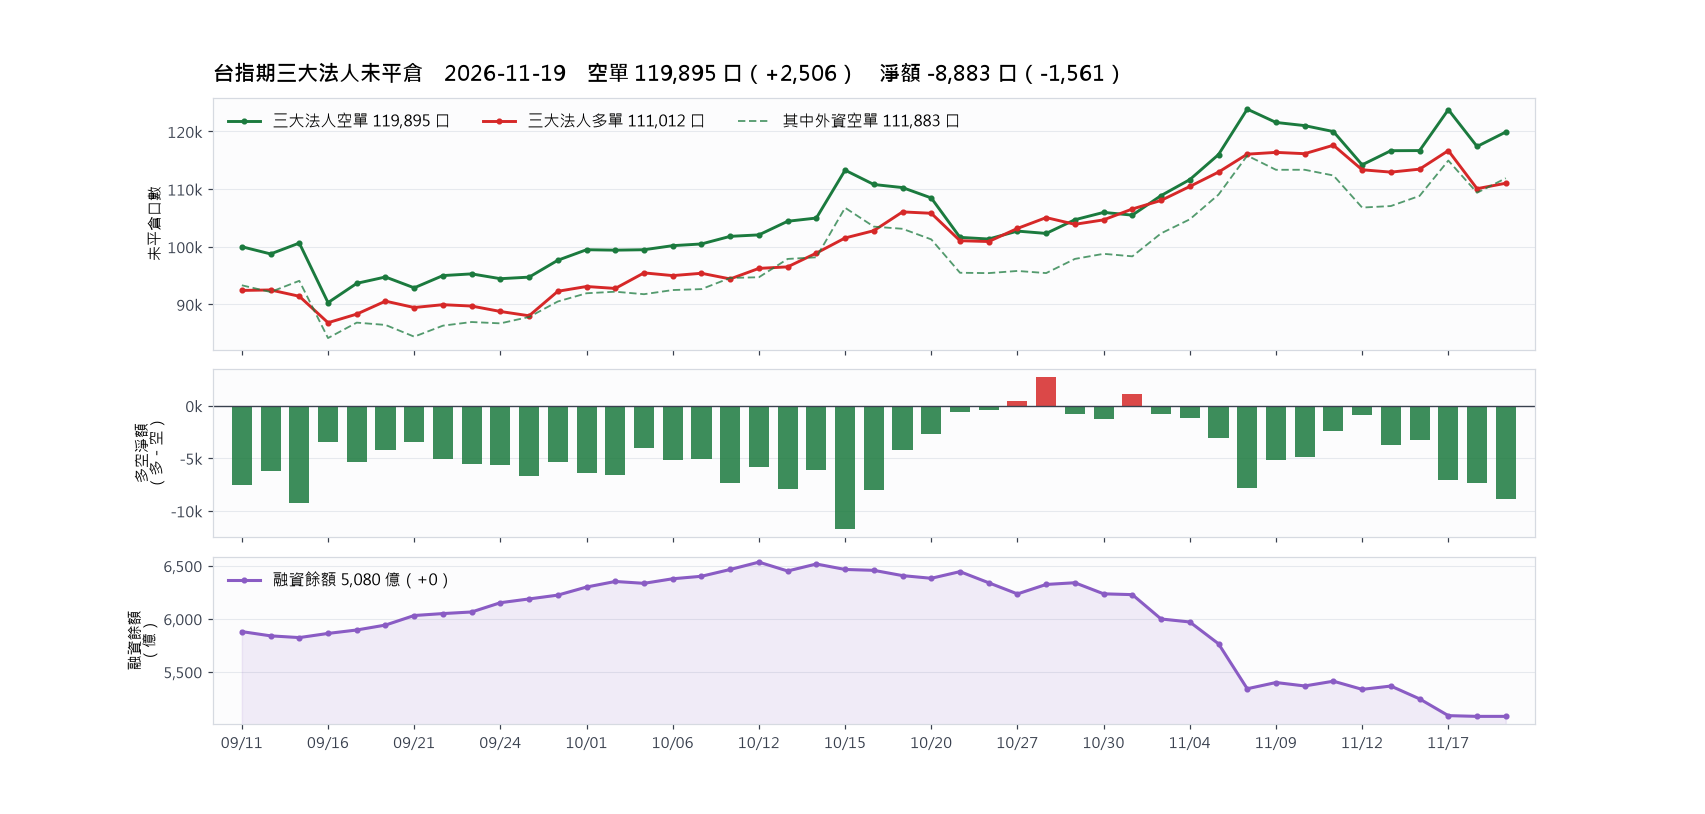 台指期三大法人未平倉 2026-11-19 空單 119,895 口（+2,506） 淨額 -8,883 口（-1,561）
三大法人空單 119,895 口 三大法人多單 111,012 口 其中外資空單 111,883 口
未平倉口數
120k
110k
100k
90k
多空淨額
（多 - 空）
0k
-5k
-10k
融資餘額 5,080 億（+0）
融資餘額
（億）
6,500
6,000
5,500
09/11 09/16 09/21 09/24 10/01 10/06 10/12 10/15 10/20 10/27 10/30 11/04 11/09 11/12 11/17